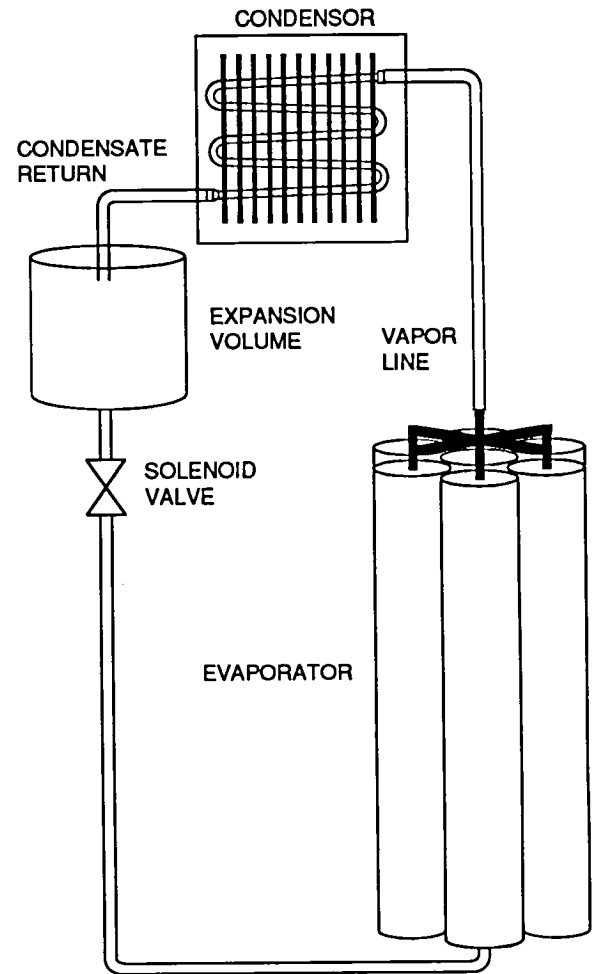 CONDENSOR
CONDENSATE
RETURN
EXPANSION
VOLUME
VAPOR
LINE
SOLENOID
VALVE
EVAPORATOR